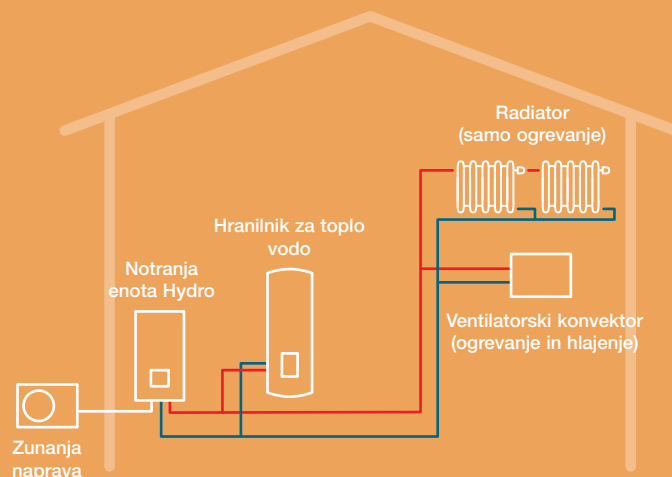 Radiator
(samo ogrevanje)
Hranilnik za toplo
vodo
Notranja
enota Hydro
Ventilatorski konvektor
(ogrevanje in hlajenje)
Zunanja
naprava